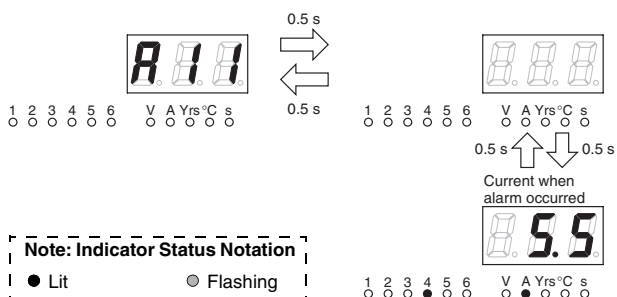 0.5 s
A11
0.5 s
1 2 3 4 5 6 V A Yrs °C s
1 2 3 4 5 6 V A Yrs °C s
0.5 s 0.5 s
Current when
alarm occurred
5.5
Note: Indicator Status Notation
Lit Flashing
1 2 3 4 5 6 V A Yrs °C s